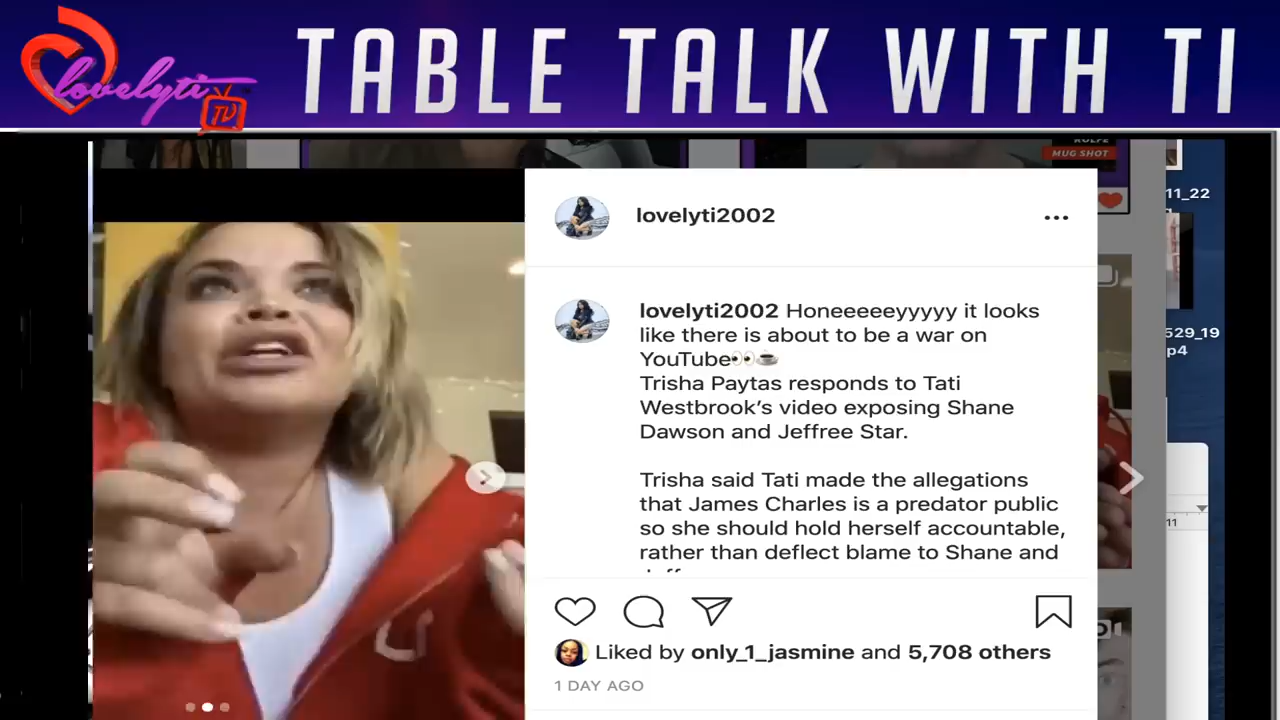 lovelyti TV
TABLE TALK WITH TI
MUG SHOT
11_22
529_19
p4
11
lovelyti2002
lovelyti2002 Honeeeeeyyyyy it looks
like there is about to be a war on
YouTube👀☕
Trisha Paytas responds to Tati
Westbrook’s video exposing Shane
Dawson and Jeffree Star.
Trisha said Tati made the allegations
that James Charles is a predator public
so she should hold herself accountable,
rather than deflect blame to Shane and
Liked by only_1_jasmine and 5,708 others
1 DAY AGO